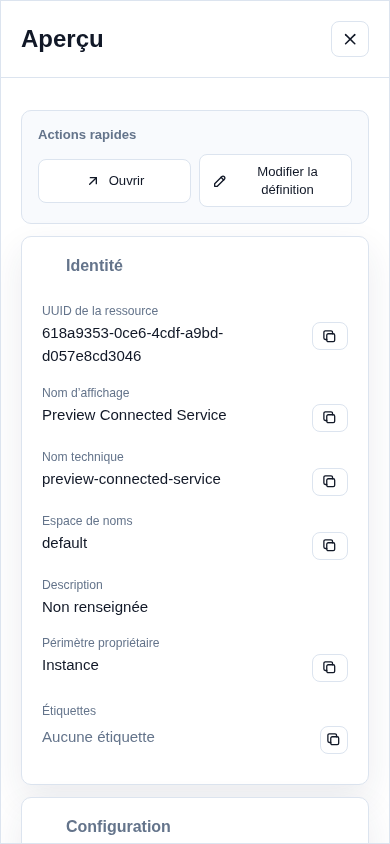 Aperçu
Actions rapides
Ouvrir
Modifier la
définition
Identité
UUID de la ressource
618a9353-0ce6-4cdf-a9bd-
d057e8cd3046
Nom d’affichage
Preview Connected Service
Nom technique
preview-connected-service
Espace de noms
default
Description
Non renseignée
Périmètre propriétaire
Instance
Étiquettes
Aucune étiquette
Configuration